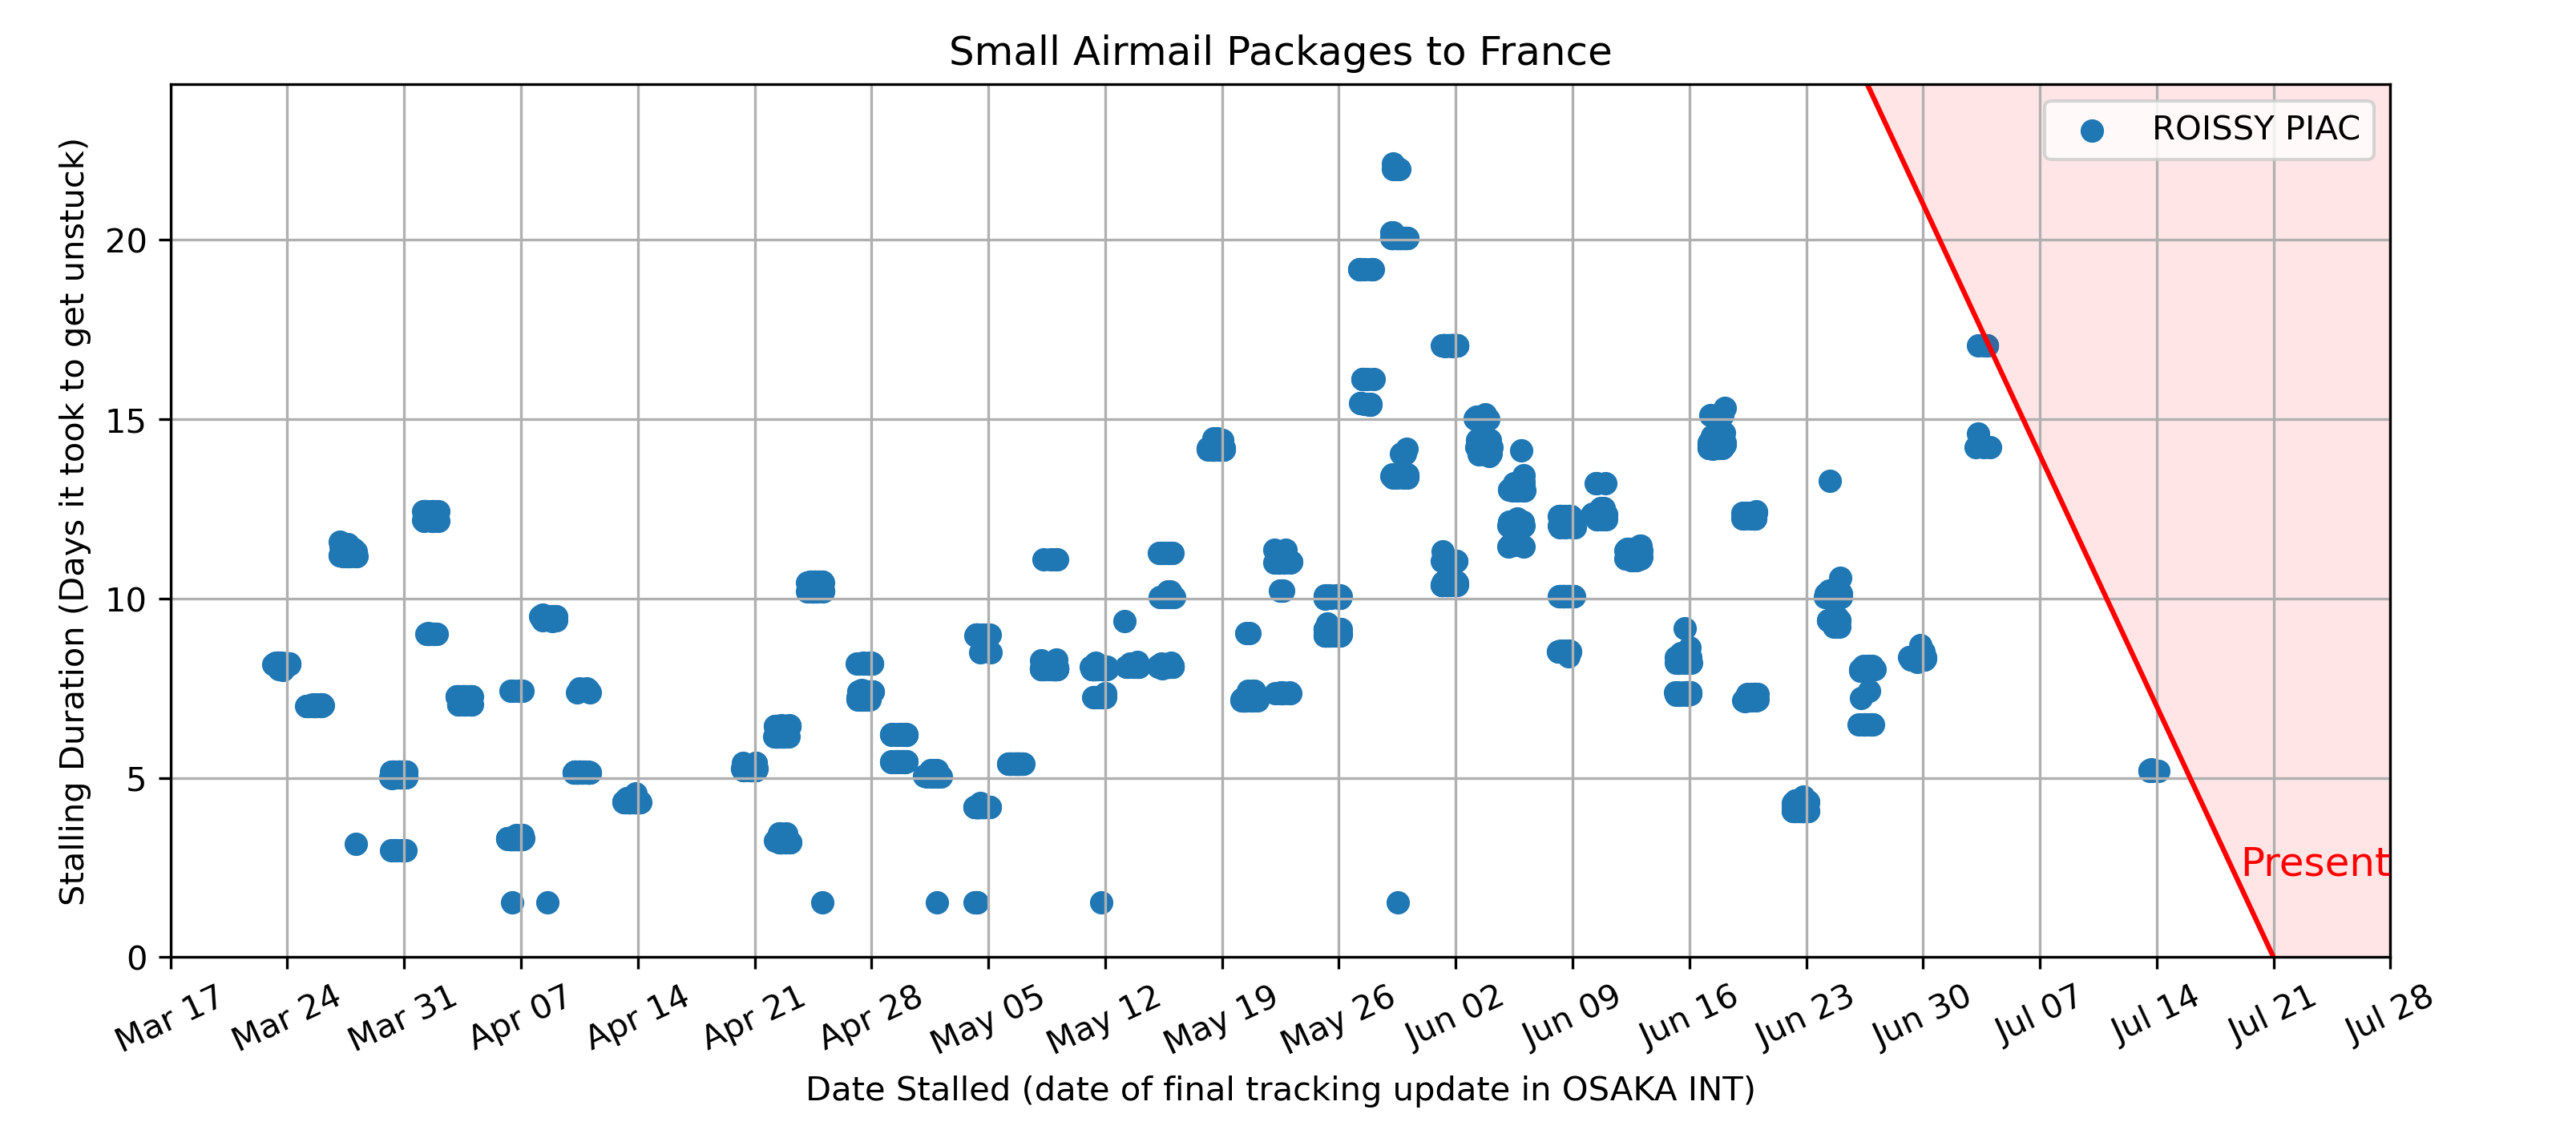 Small Airmail Packages to France
ROISSY PIAC
Stalling Duration (Days it took to get unstuck)
20
15
10
5
0
Present
Mar 17
Mar 24
Mar 31
Apr 07
Apr 14
Apr 21
Apr 28
May 05
May 12
May 19
May 26
Jun 02
Jun 09
Jun 16
Jun 23
Jun 30
Jul 07
Jul 14
Jul 21
Jul 28
Date Stalled (date of final tracking update in OSAKA INT)